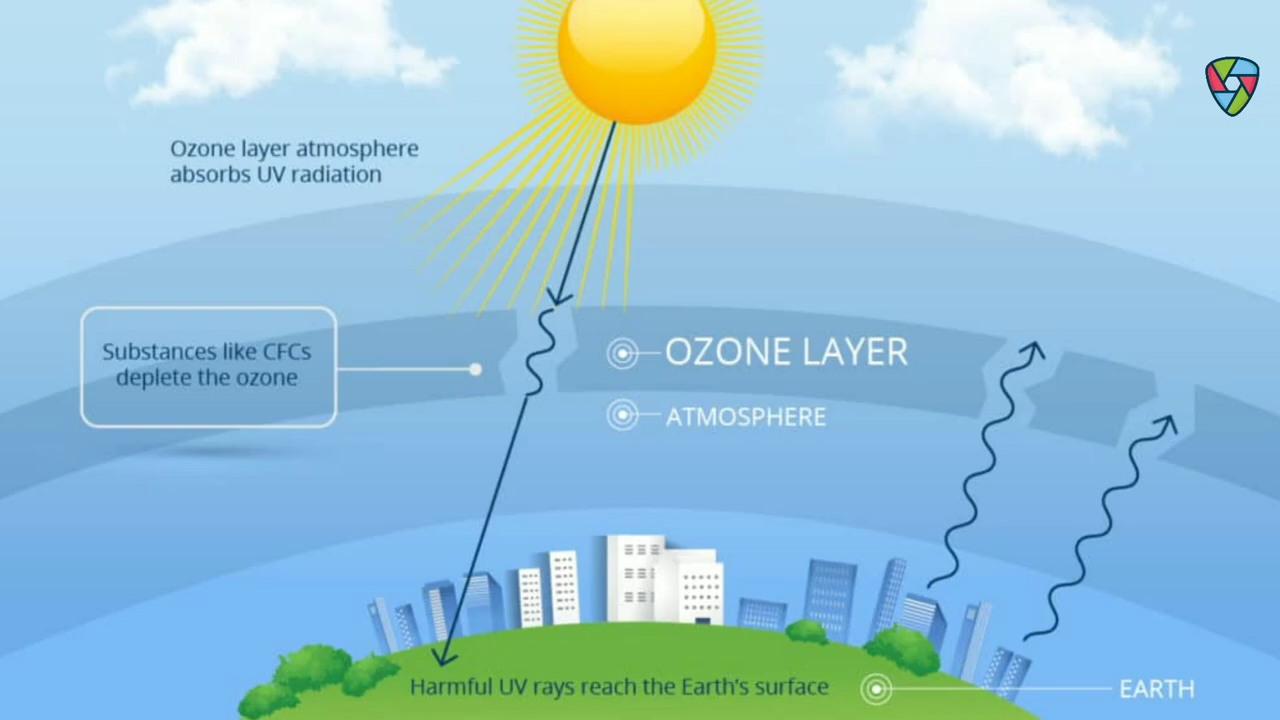 Ozone layer atmosphere
absorbs UV radiation
Substances like CFCs
deplete the ozone
OZONE LAYER
ATMOSPHERE
Harmful UV rays reach the Earth's surface
EARTH